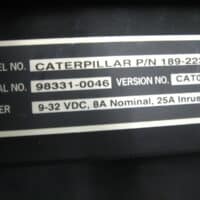 EL NO. CATERPILLAR P/N 189-22
AL NO. 98331-0046 VERSION NO. CAT0
ER 9-32 VDC, 8A Nominal, 25A Inrus